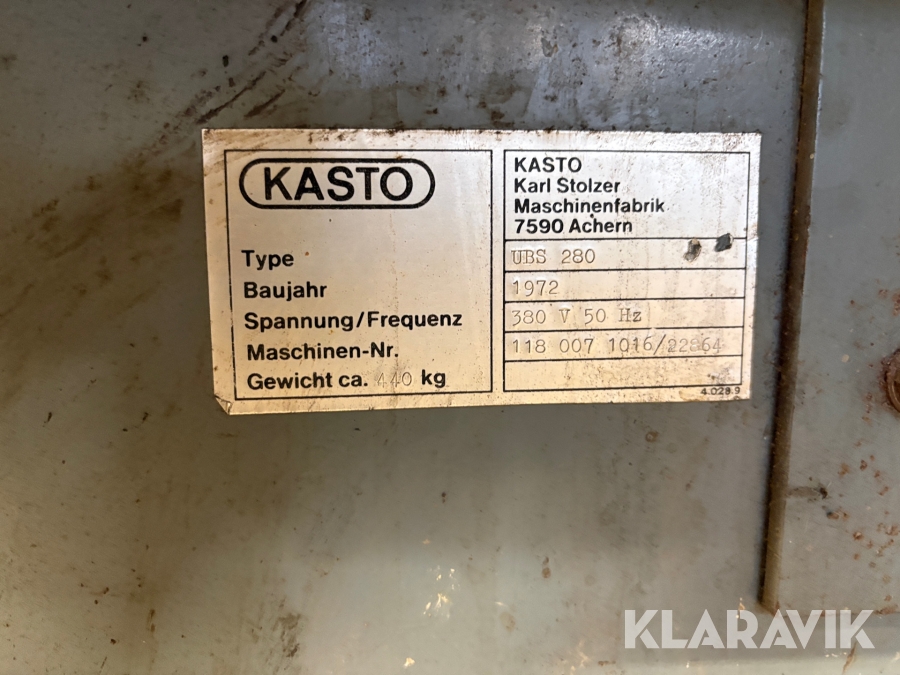 KASTO
KASTO
Karl Stolzer
Maschinenfabrik
7590 Achern
Type UBS 280
Baujahr 1972
Spannung/Frequenz 380 V 50 Hz
Maschinen-Nr. 118 007 1016/22864
Gewicht ca. 440 kg
4.028.9
KLARAVIK